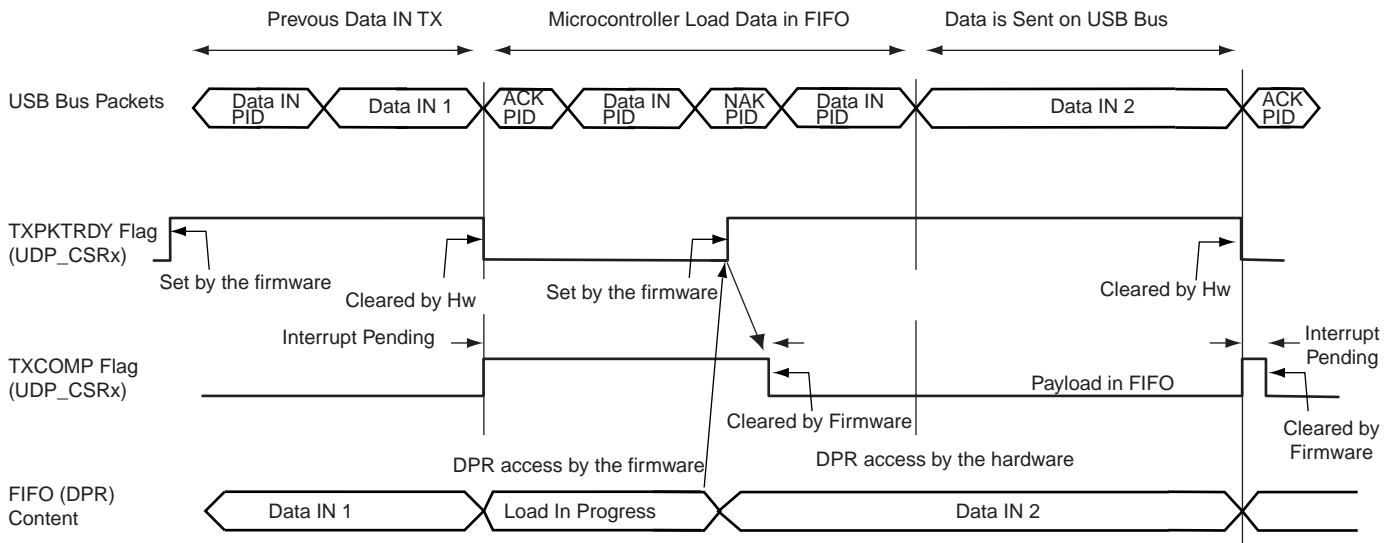 Prevous Data IN TX
Microcontroller Load Data in FIFO
Data is Sent on USB Bus
USB Bus Packets
Data IN
PID
Data IN 1
ACK
PID
Data IN
PID
NAK
PID
Data IN
PID
Data IN 2
ACK
PID
TXPKTRDY Flag
(UDP_CSRx)
Set by the firmware
Cleared by Hw
Set by the firmware
Cleared by Hw
Interrupt Pending
Interrupt
Pending
TXCOMP Flag
(UDP_CSRx)
Payload in FIFO
Cleared by Firmware
Cleared by
Firmware
DPR access by the firmware
DPR access by the hardware
FIFO (DPR)
Content
Data IN 1
Load In Progress
Data IN 2